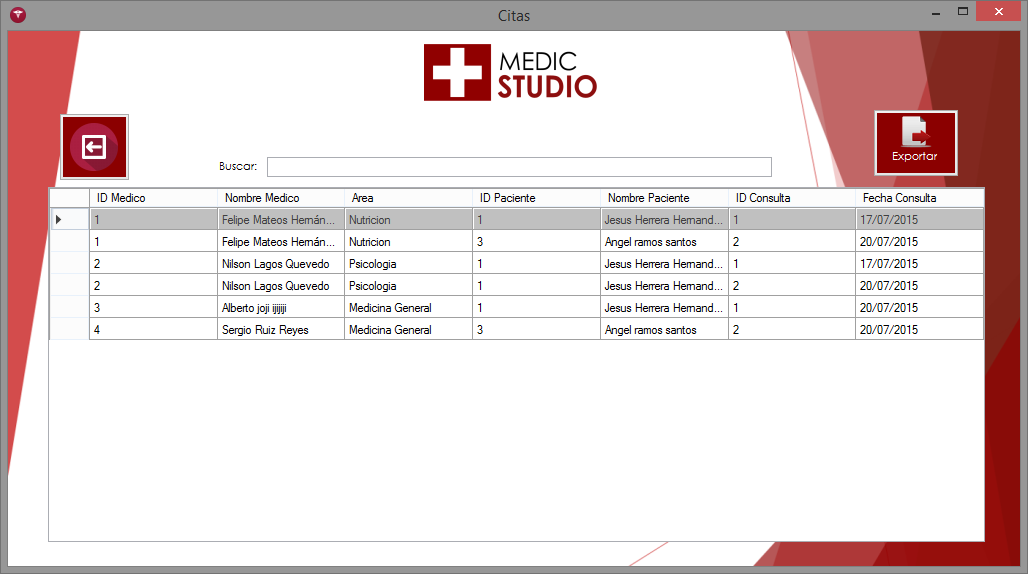 Citas
MEDIC
STUDIO
Exportar
Buscar:
ID Medico Nombre Medico Area ID Paciente Nombre Paciente ID Consulta Fecha Consulta
1 Felipe Mateos Hernán... Nutricion 1 Jesus Herrera Hernand... 1 17/07/2015
1 Felipe Mateos Hernán... Nutricion 3 Angel ramos santos 2 20/07/2015
2 Nilson Lagos Quevedo Psicologia 1 Jesus Herrera Hernand... 1 17/07/2015
2 Nilson Lagos Quevedo Psicologia 1 Jesus Herrera Hernand... 2 20/07/2015
3 Alberto joji ijijiji Medicina General 1 Jesus Herrera Hernand... 1 20/07/2015
4 Sergio Ruiz Reyes Medicina General 3 Angel ramos santos 2 20/07/2015